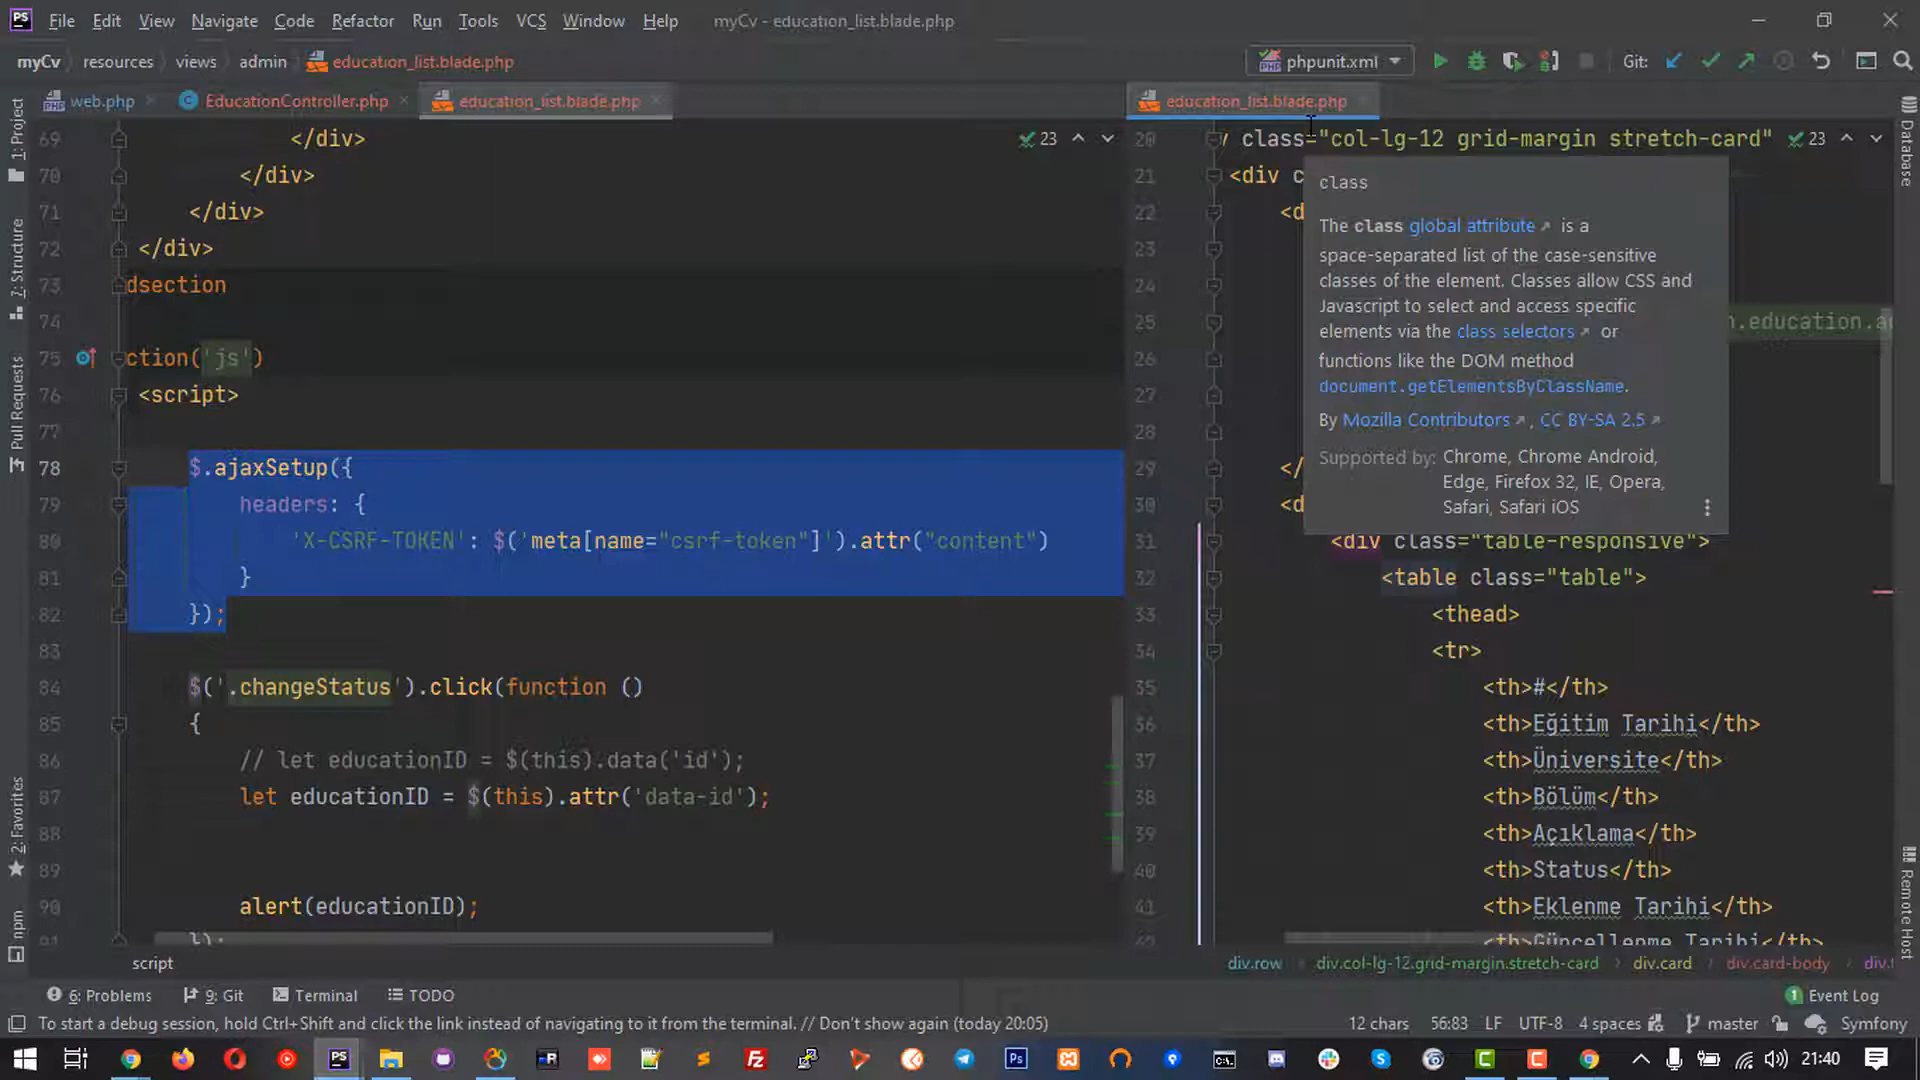 PS File Edit View Navigate Code Refactor Run Tools VCS Window Help myCv - education_list.blade.php
myCv resources views admin education_list.blade.php phpunit.xml Git:
web.php EducationController.php education_list.blade.php education_list.blade.php
69 </div>
70 </div>
71 </div>
72 </div>
73 dsection
74
75 ction('js')
76 <script>
77
78 $.ajaxSetup({
79 headers: {
80 'X-CSRF-TOKEN': $('meta[name="csrf-token"]').attr("content")
81 }
82 });
83
84 $('.changeStatus').click(function ()
85 {
86 // let educationID = $(this).data('id');
87 let educationID = $(this).attr('data-id');
88
89
90 alert(educationID);
});
23
script
20 class="col-lg-12 grid-margin stretch-card" 23
21 <div c
22 <d
23
24
25 n.education.a
26
27
28
29 </
30 <d
31 <div class="table-responsive">
32 <table class="table">
33 <thead>
34 <tr>
35 <th>#</th>
36 <th>Eğitim Tarihi</th>
37 <th>Üniversite</th>
38 <th>Bölüm</th>
39 <th>Açıklama</th>
40 <th>Status</th>
41 <th>Eklenme Tarihi</th>
<th>Güncellenme Tarihi</th>
class
The class global attribute is a
space-separated list of the case-sensitive
classes of the element. Classes allow CSS and
Javascript to select and access specific
elements via the class selectors or
functions like the DOM method
document.getElementsByClassName.
By Mozilla Contributors, CC BY-SA 2.5
Supported by: Chrome, Chrome Android,
Edge, Firefox 32, IE, Opera,
Safari, Safari iOS
div.row div.col-lg-12.grid-margin.stretch-card div.card div.card-body
1: Project
7: Structure
Pull Requests
2: Favorites
npm
Database
Remote Host
6: Problems 9: Git Terminal TODO 1 Event Log
To start a debug session, hold Ctrl+Shift and click the link instead of navigating to it from the terminal. // Don't show again (today 20:05) 12 chars 56:83 LF UTF-8 4 spaces master Symfony
PS Ps 21:40